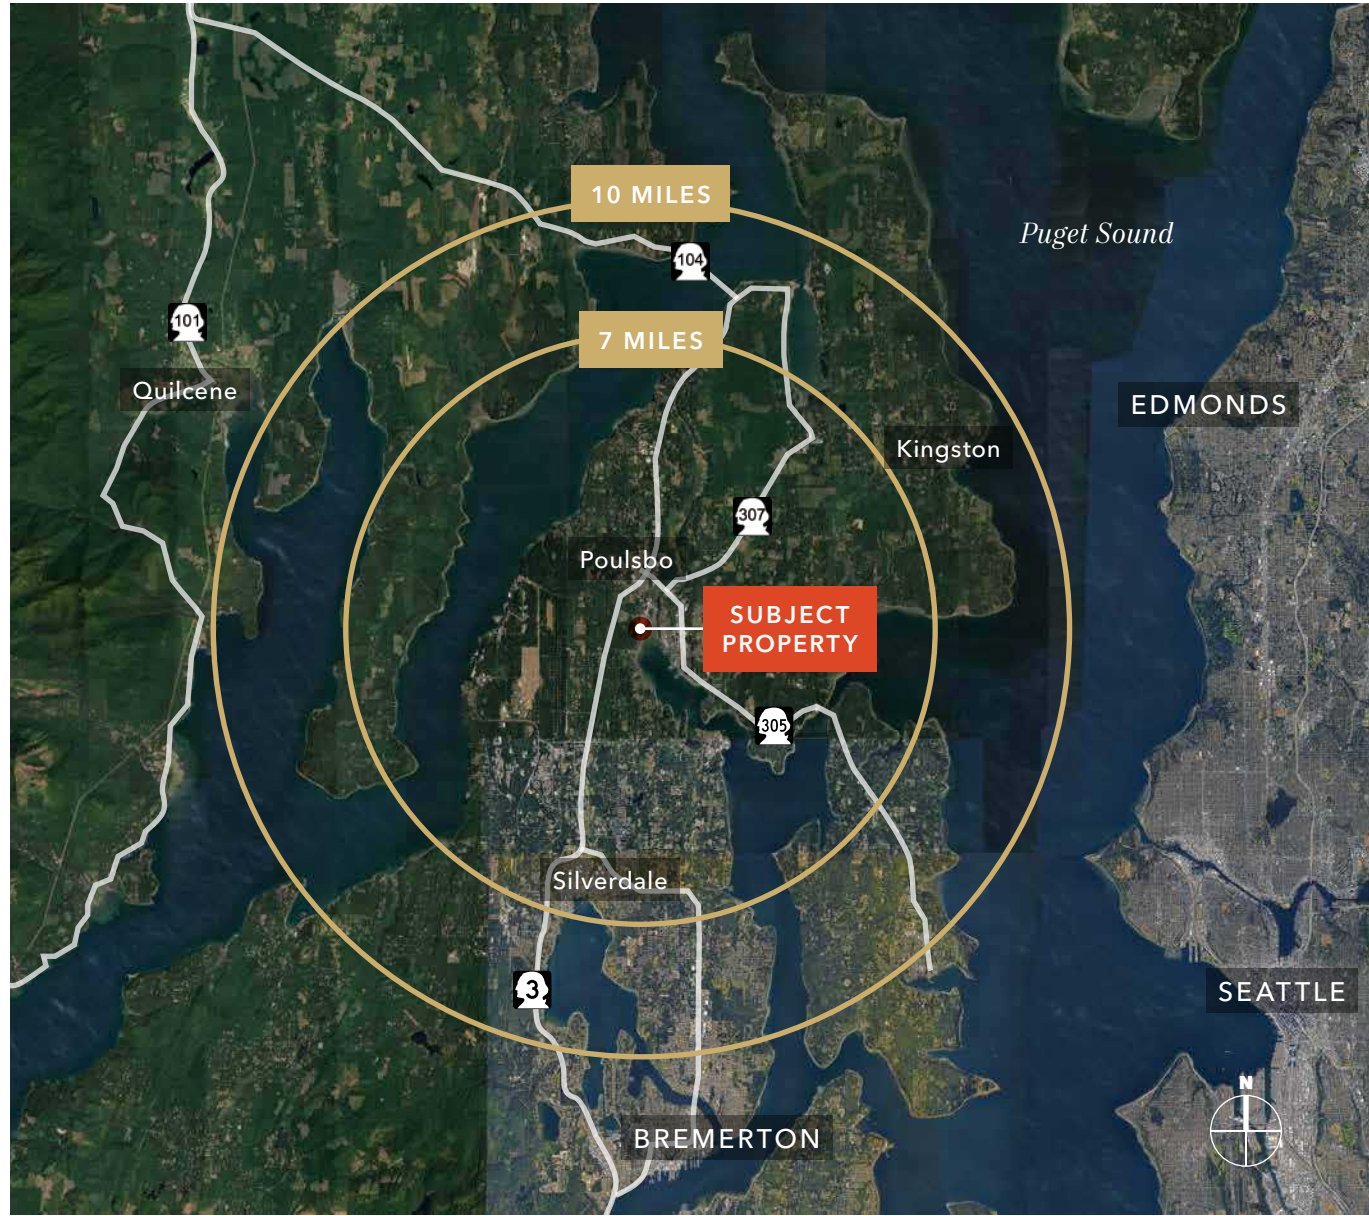 10 MILES
Puget Sound
104
101
7 MILES
Quilcene
EDMONDS
Kingston
307
Poulsbo
SUBJECT
PROPERTY
305
Silverdale
3
SEATTLE
N
BREMERTON